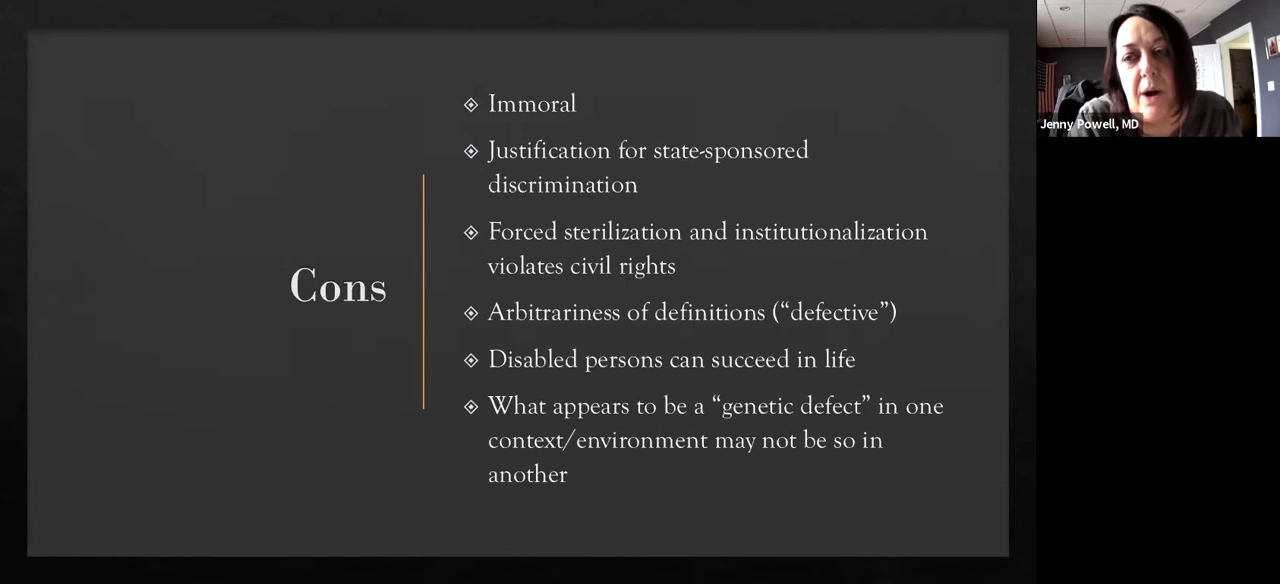 Cons
Immoral
Justification for state-sponsored
discrimination
Forced sterilization and institutionalization
violates civil rights
Arbitrariness of definitions (“defective”)
Disabled persons can succeed in life
What appears to be a “genetic defect” in one
context/environment may not be so in
another
Jenny Powell, MD